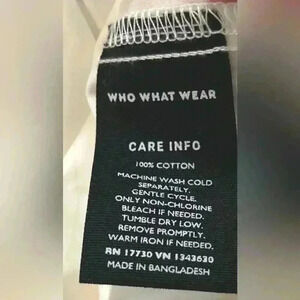 WHO WHAT WEAR
CARE INFO
100% COTTON
MACHINE WASH COLD
SEPARATELY.
GENTLE CYCLE.
ONLY NON-CHLORINE
BLEACH IF NEEDED.
TUMBLE DRY LOW.
REMOVE PROMPTLY.
WARM IRON IF NEEDED.
RN 17730 VN 1343630
MADE IN BANGLADESH